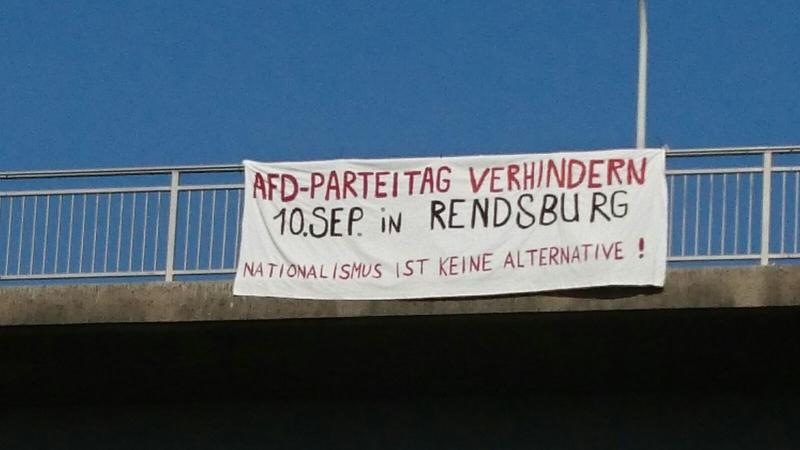 AFD-PARTEITAG VERHINDERN
10.SEP. iN RENDSBURG
NATIONALISMUS IST KEINE ALTERNATIVE !